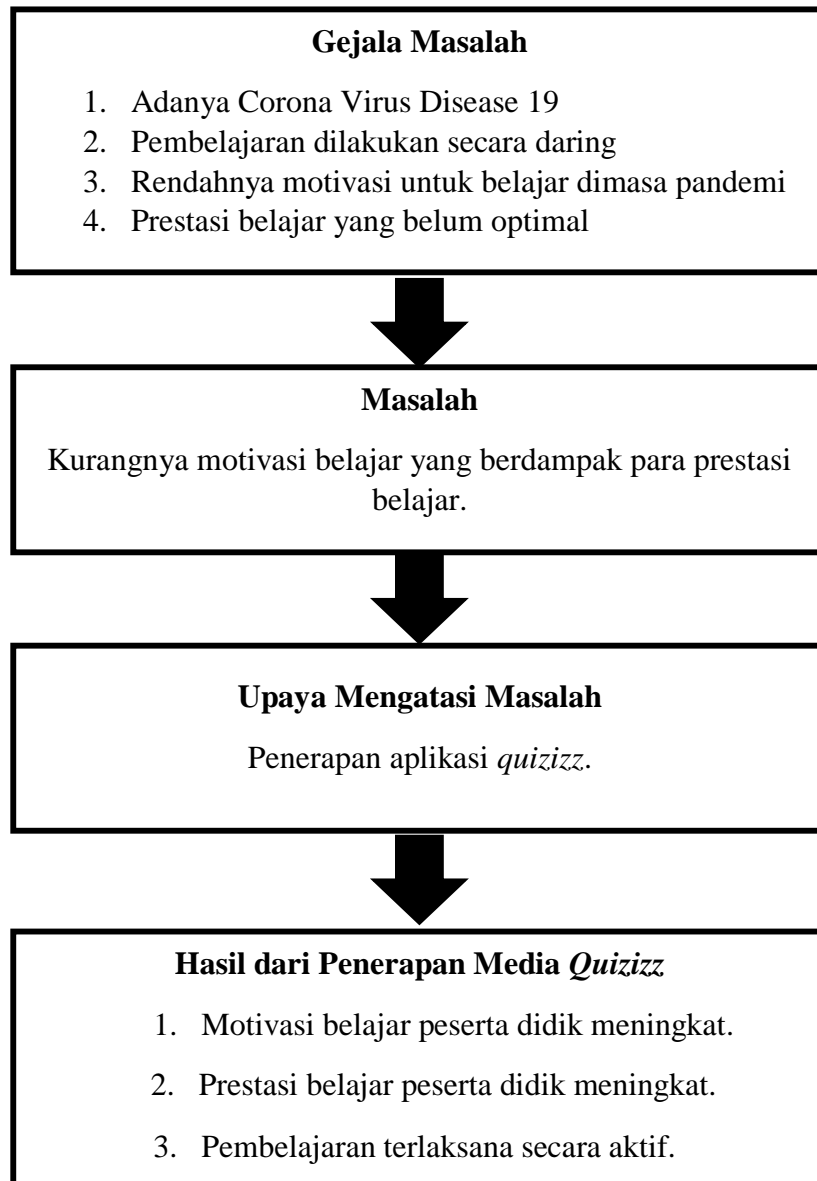 Gejala Masalah
1. Adanya Corona Virus Disease 19
2. Pembelajaran dilakukan secara daring
3. Rendahnya motivasi untuk belajar dimasa pandemi
4. Prestasi belajar yang belum optimal
Masalah
Kurangnya motivasi belajar yang berdampak para prestasi
belajar.
Upaya Mengatasi Masalah
Penerapan aplikasi quizizz.
Hasil dari Penerapan Media Quizizz
1. Motivasi belajar peserta didik meningkat.
2. Prestasi belajar peserta didik meningkat.
3. Pembelajaran terlaksana secara aktif.